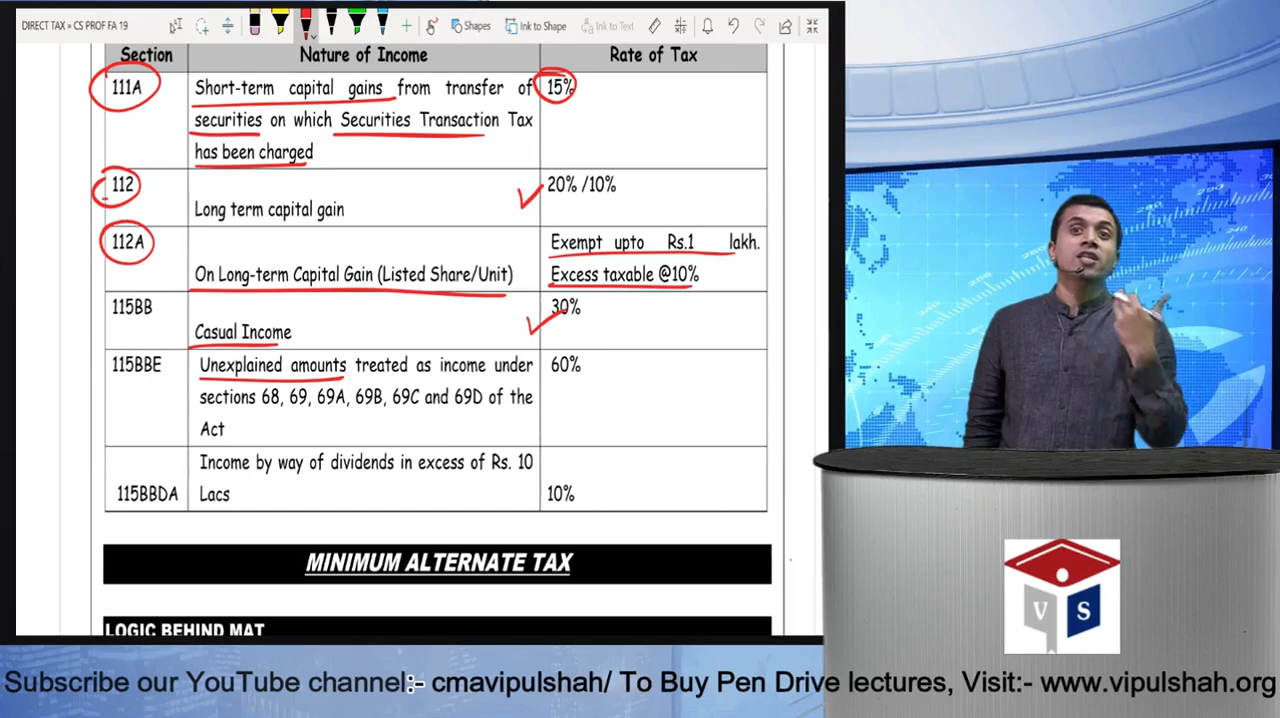 DIRECT TAX » CS PROF FA 19
Shapes
Ink to Shape
Ink to Text
Section Nature of Income Rate of Tax
111A Short-term capital gains from transfer of 15%
securities on which Securities Transaction Tax
has been charged
112 20% /10%
Long term capital gain
112A Exempt upto Rs.1 lakh.
On Long-term Capital Gain (Listed Share/Unit) Excess taxable @10%
115BB 30%
Casual Income
115BBE Unexplained amounts treated as income under 60%
sections 68, 69, 69A, 69B, 69C and 69D of the
Act
Income by way of dividends in excess of Rs. 10
115BBDA Lacs 10%
MINIMUM ALTERNATE TAX
LOGIC BEHIND MAT
V S
Subscribe our YouTube channel:- cmavipulshah/ To Buy Pen Drive lectures, Visit:- www.vipulshah.org